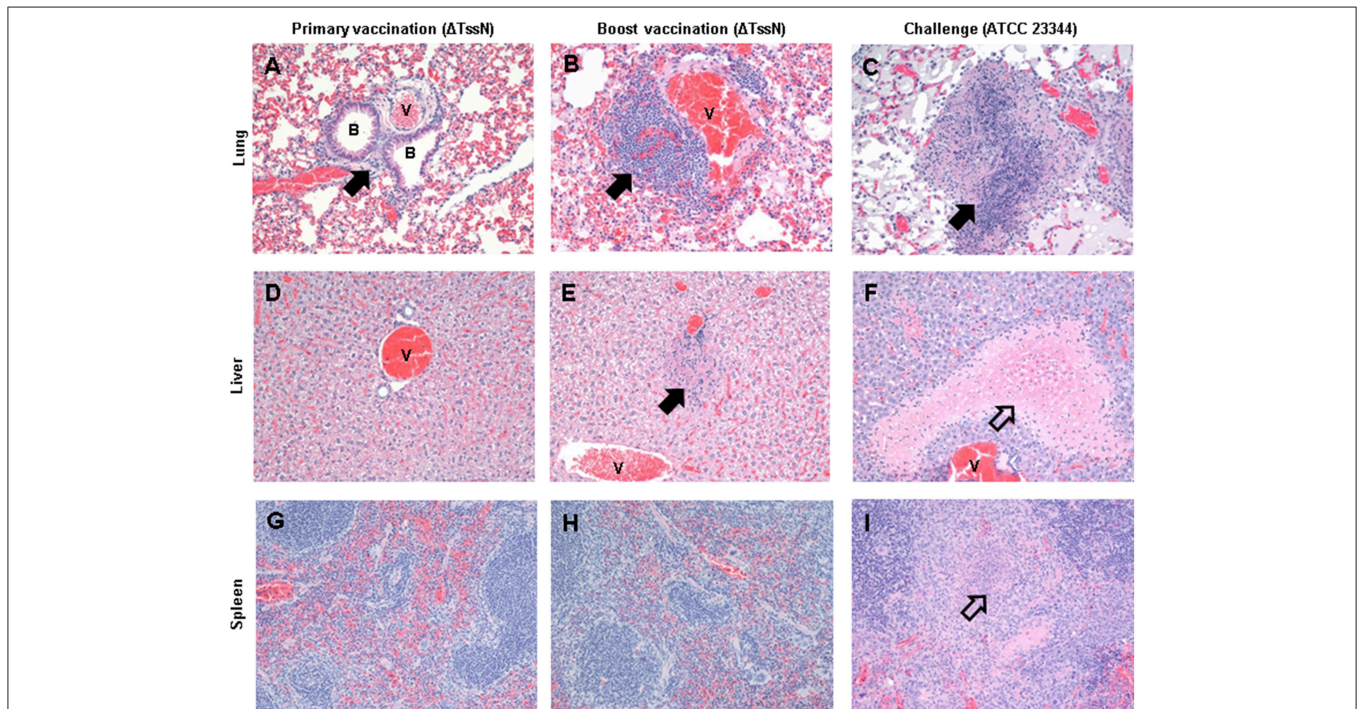 Primary vaccination (ΔTssN) Boost vaccination (ΔTssN) Challenge (ATCC 23344)
Lung
A V B B
B V
C
Liver
D V
E V
F V
Spleen
G
H
I